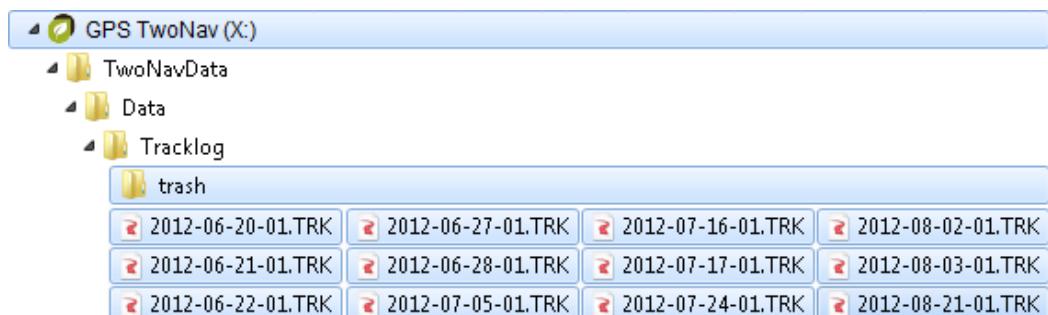 GPS TwoNav (X:)
TwoNavData
Data
Tracklog
trash
2012-06-20-01.TRK 2012-06-27-01.TRK 2012-07-16-01.TRK 2012-08-02-01.TRK
2012-06-21-01.TRK 2012-06-28-01.TRK 2012-07-17-01.TRK 2012-08-03-01.TRK
2012-06-22-01.TRK 2012-07-05-01.TRK 2012-07-24-01.TRK 2012-08-21-01.TRK